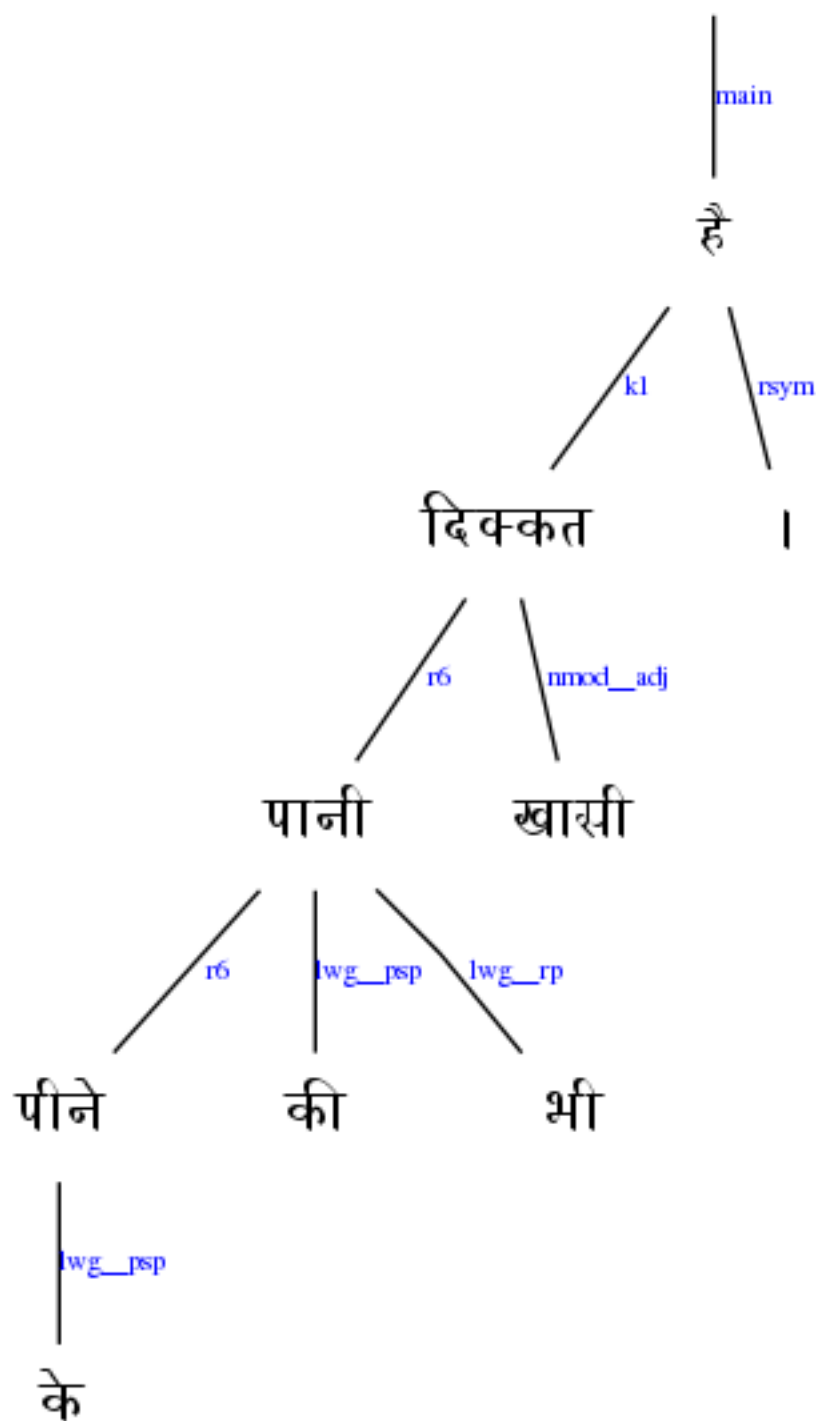 main
है
k1 rsym
दिक्कत ।
r6 nmod__adj
पानी खासी
r6 lwg__psp lwg__rp
पीने की भी
lwg__psp
के